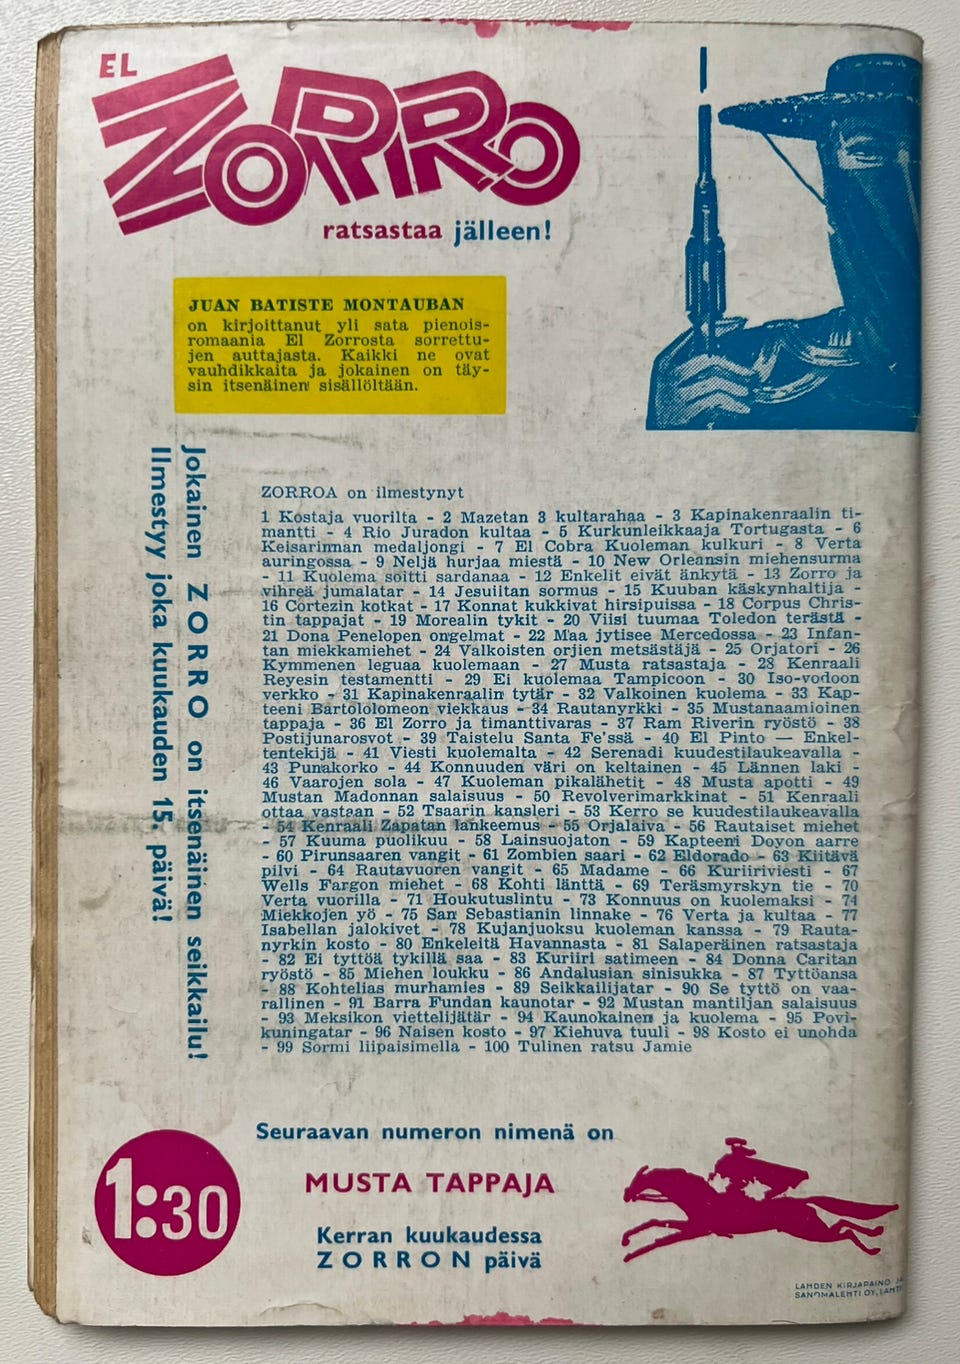 EL
ZORRO
ratsastaa jälleen!
JUAN BATISTE MONTAUBAN
on kirjoittanut yli sata pienois-
romaania El Zorrosta sorrettu-
jen auttajasta. Kaikki ne ovat
vauhdikkaita ja jokainen on täy-
sin itsenäinen sisällöltään.
Jokainen ZORRO on itsenäinen seikkailu!
Ilmestyy joka kuukauden 15. päivä!
ZORROA on ilmestynyt
1 Kostaja vuorilta - 2 Mazetan 3 kultarahaa - 3 Kapinakenraalin ti-
mantti - 4 Rio Juradon kultaa - 5 Kurkunleikkaaja Tortugasta - 6
Keisarinnan medaljongi - 7 El Cobra Kuoleman kulkuri - 8 Verta
auringossa - 9 Neljä hurjaa miestä - 10 New Orleansin miehensurma
- 11 Kuolema soitti sardanaa - 12 Enkelit eivät änkytä - 13 Zorro ja
vihreä jumalatar - 14 Jesuiitan sormus - 15 Kuuban käskynhaltija -
16 Cortezin kotkat - 17 Konnat kukkivat hirsipuissa - 18 Corpus Chris-
tin tappajat - 19 Morealin tykit - 20 Viisi tuumaa Toledon terästä -
21 Dona Penelopen ongelmat - 22 Maa jytisee Mercedossa - 23 Infan-
tan miekkamiehet - 24 Valkoisten orjien metsästäjä - 25 Orjatori - 26
Kymmenen leguaa kuolemaan - 27 Musta ratsastaja - 28 Kenraali
Reyesin testamentti - 29 Ei kuolemaa Tampicoon - 30 Iso-vodoon
verkko - 31 Kapinakenraalin tytär - 32 Valkoinen kuolema - 33 Kap-
teeni Bartololomeon viekkaus - 34 Rautanyrkki - 35 Mustanaamioinen
tappaja - 36 El Zorro ja timanttivaras - 37 Ram Riverin ryöstö - 38
Postijunarosvot - 39 Taistelu Santa Fe'ssä - 40 El Pinto — Enkel-
tentekijä - 41 Viesti kuolemalta - 42 Serenadi kuudestilaukeavalla -
43 Punakorko - 44 Konnuuden väri on keltainen - 45 Lännen laki -
46 Vaarojen sola - 47 Kuoleman pikalähetit - 48 Musta apotti - 49
Mustan Madonnan salaisuus - 50 Revolverimarkkinat - 51 Kenraali
ottaa vastaan - 52 Tsaarin kansleri - 53 Kerro se kuudestilaukeavalla
- 54 Kenraali Zapatan lankeemus - 55 Orjalaiva - 56 Rautaiset miehet
- 57 Kuuma puolikuu - 58 Lainsuojaton - 59 Kapteeni Doyon aarre
- 60 Pirunsaaren vangit - 61 Zombien saari - 62 Eldorado - 63 Kiitävä
pilvi - 64 Rautavuoren vangit - 65 Madame - 66 Kuriiriviesti - 67
Wells Fargon miehet - 68 Kohti länttä - 69 Teräsmyrskyn tie - 70
Verta vuorilla - 71 Houkutuslintu - 73 Konnuus on kuolemaksi - 74
Miekkojen yö - 75 San Sebastianin linnake - 76 Verta ja kultaa - 77
Isabellan jalokivet - 78 Kujanjuoksu kuoleman kanssa - 79 Rauta-
nyrkin kosto - 80 Enkeleitä Havannasta - 81 Salaperäinen ratsastaja
- 82 Ei tyttöä tykillä saa - 83 Kuriiri satimeen - 84 Donna Caritan
ryöstö - 85 Miehen loukku - 86 Andalusian sinisukka - 87 Tyttöansa
- 88 Kohtelias murhamies - 89 Seikkailijatar - 90 Se tyttö on vaa-
rallinen - 91 Barra Fundan kaunotar - 92 Mustan mantiljan salaisuus
- 93 Meksikon viettelijätär - 94 Kaunokainen ja kuolema - 95 Povi-
kuningatar - 96 Naisen kosto - 97 Kiehuva tuuli - 98 Kosto ei unohda
- 99 Sormi liipaisimella - 100 Tulinen ratsu Jamie
Seuraavan numeron nimenä on
MUSTA TAPPAJA
Kerran kuukaudessa
ZORRON päivä
1:30
LAHDEN KIRJAPAINO JA
SANOMALEHTI OY, LAHTI